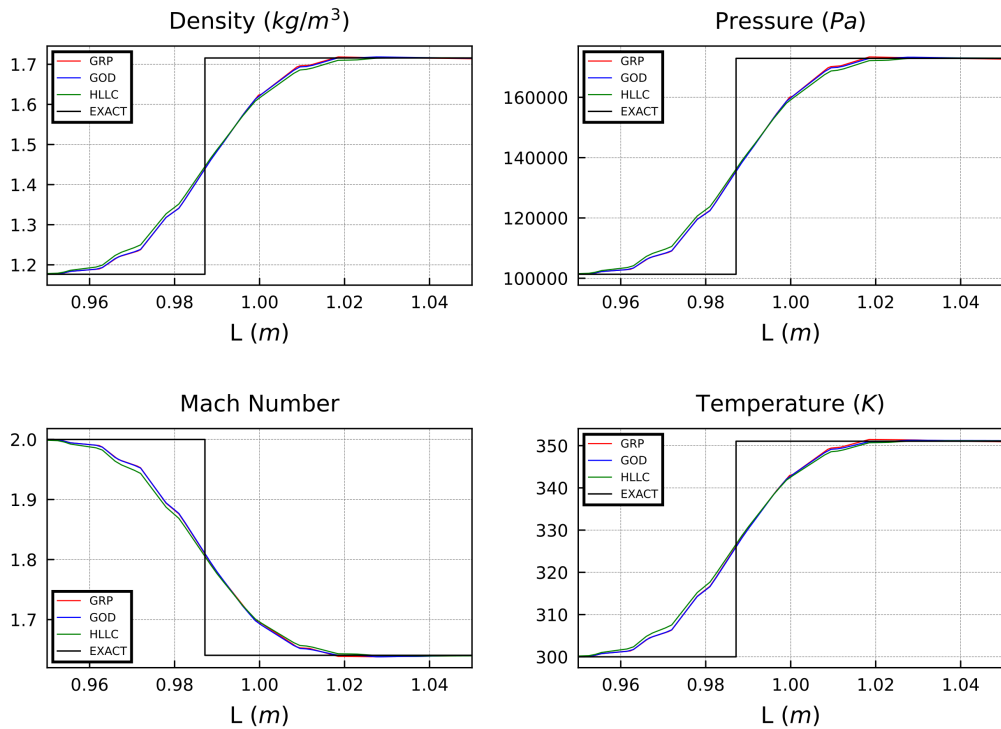 Density (kg/m³)
1.7
1.6
1.5
1.4
1.3
1.2
GRP
GOD
HLLC
EXACT
0.96 0.98 1.00 1.02 1.04
L (m)
Pressure (Pa)
160000
140000
120000
100000
GRP
GOD
HLLC
EXACT
0.96 0.98 1.00 1.02 1.04
L (m)
Mach Number
2.0
1.9
1.8
1.7
GRP
GOD
HLLC
EXACT
0.96 0.98 1.00 1.02 1.04
L (m)
Temperature (K)
350
340
330
320
310
300
GRP
GOD
HLLC
EXACT
0.96 0.98 1.00 1.02 1.04
L (m)